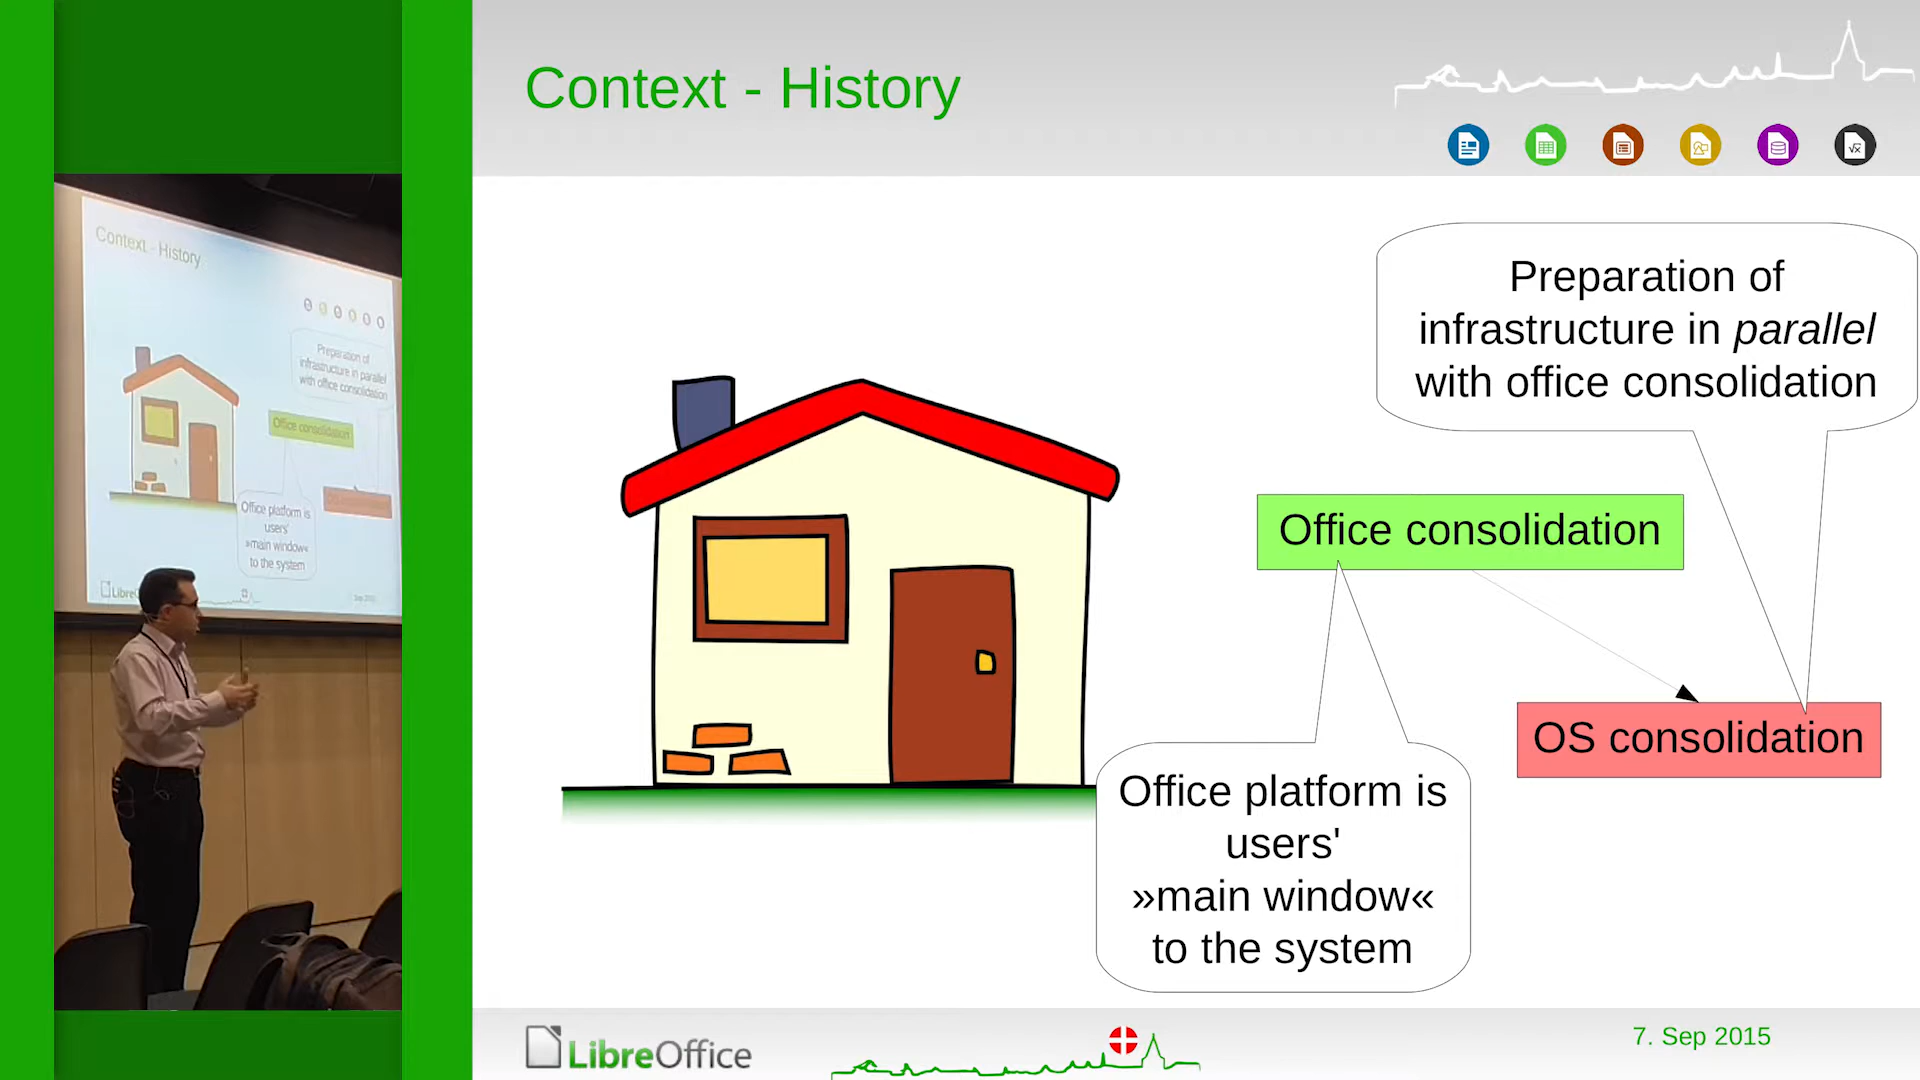 Context - History
Preparation of
infrastructure in parallel
with office consolidation
Office consolidation
OS consolidation
Office platform is
users'
»main window«
to the system
LibreOffice
7. Sep 2015
Context - History
Preparation of
infrastructure in parallel
with office consolidation
Office consolidation
Office platform is
users'
»main window«
to the system
Libre